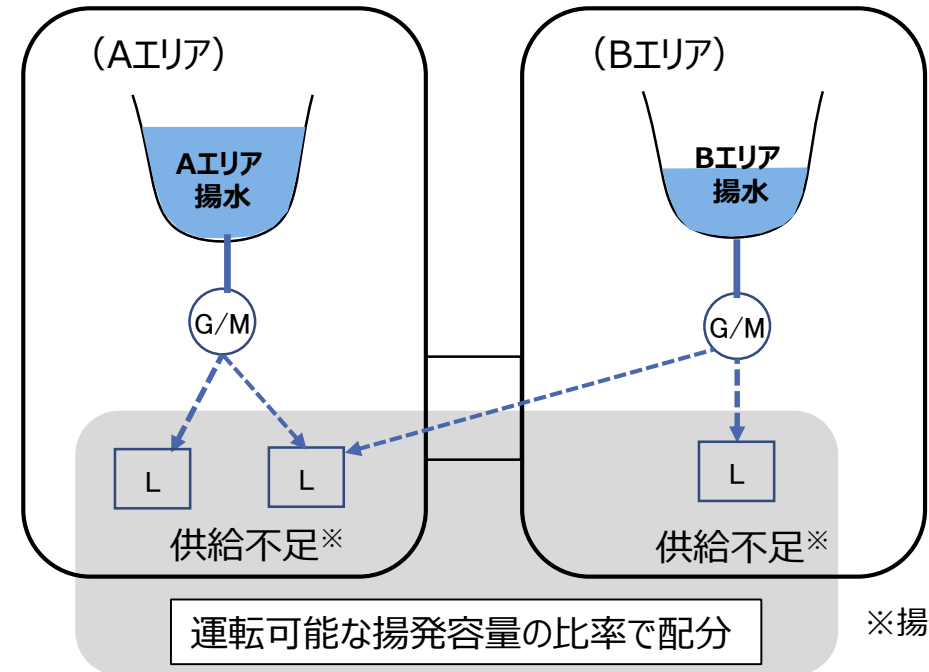 (Aエリア)
(Bエリア)
Aエリア
揚水
Bエリア
揚水
G/M
G/M
L
L
L
供給不足※
供給不足※
運転可能な揚発容量の比率で配分
※揚